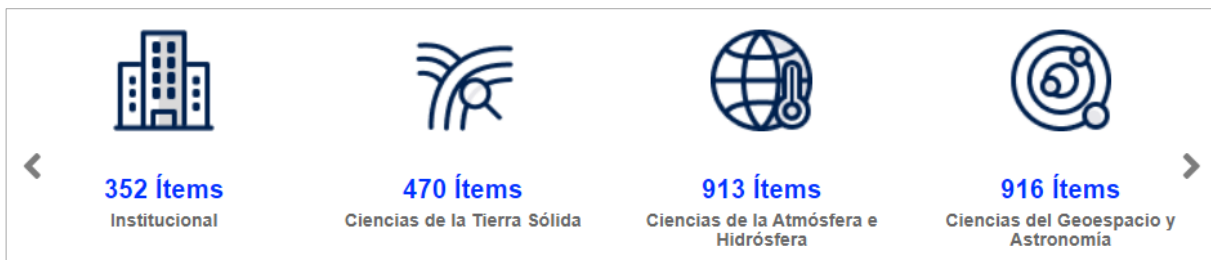 352 Ítems
Institucional
470 Ítems
Ciencias de la Tierra Sólida
913 Ítems
Ciencias de la Atmósfera e
Hidrósfera
916 Ítems
Ciencias del Geoespacio y
Astronomía